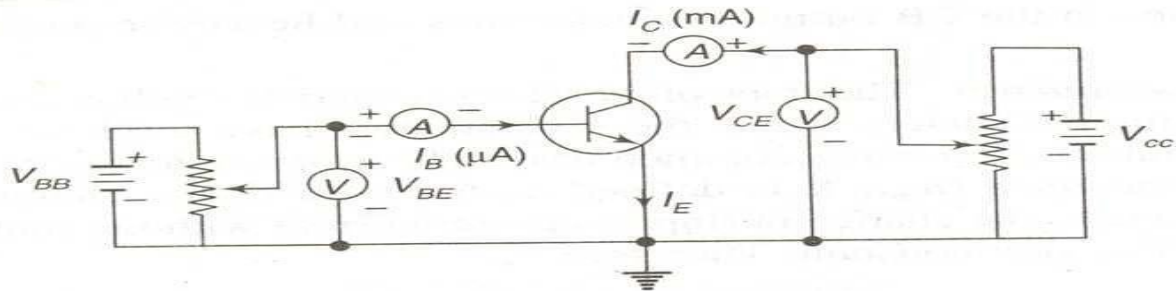 I_C (mA)
− A +
+ A −
V_CE + V −
+ V_cc −
V_BB + −
I_B (μA)
+ V − V_BE
I_E